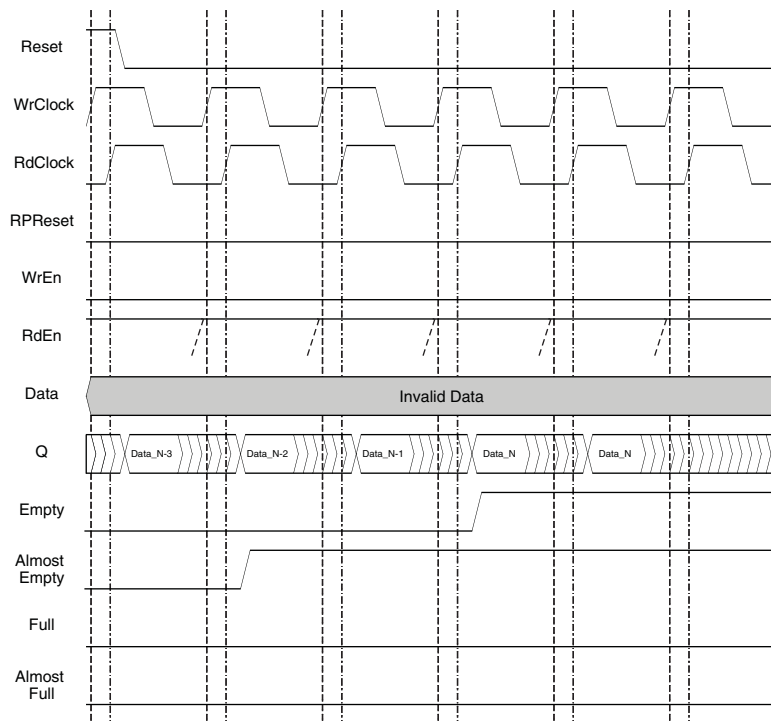 Reset
WrClock
RdClock
RPReset
WrEn
RdEn
Data
Invalid Data
Q
Data_N-3
Data_N-2
Data_N-1
Data_N
Data_N
Empty
Almost
Empty
Full
Almost
Full